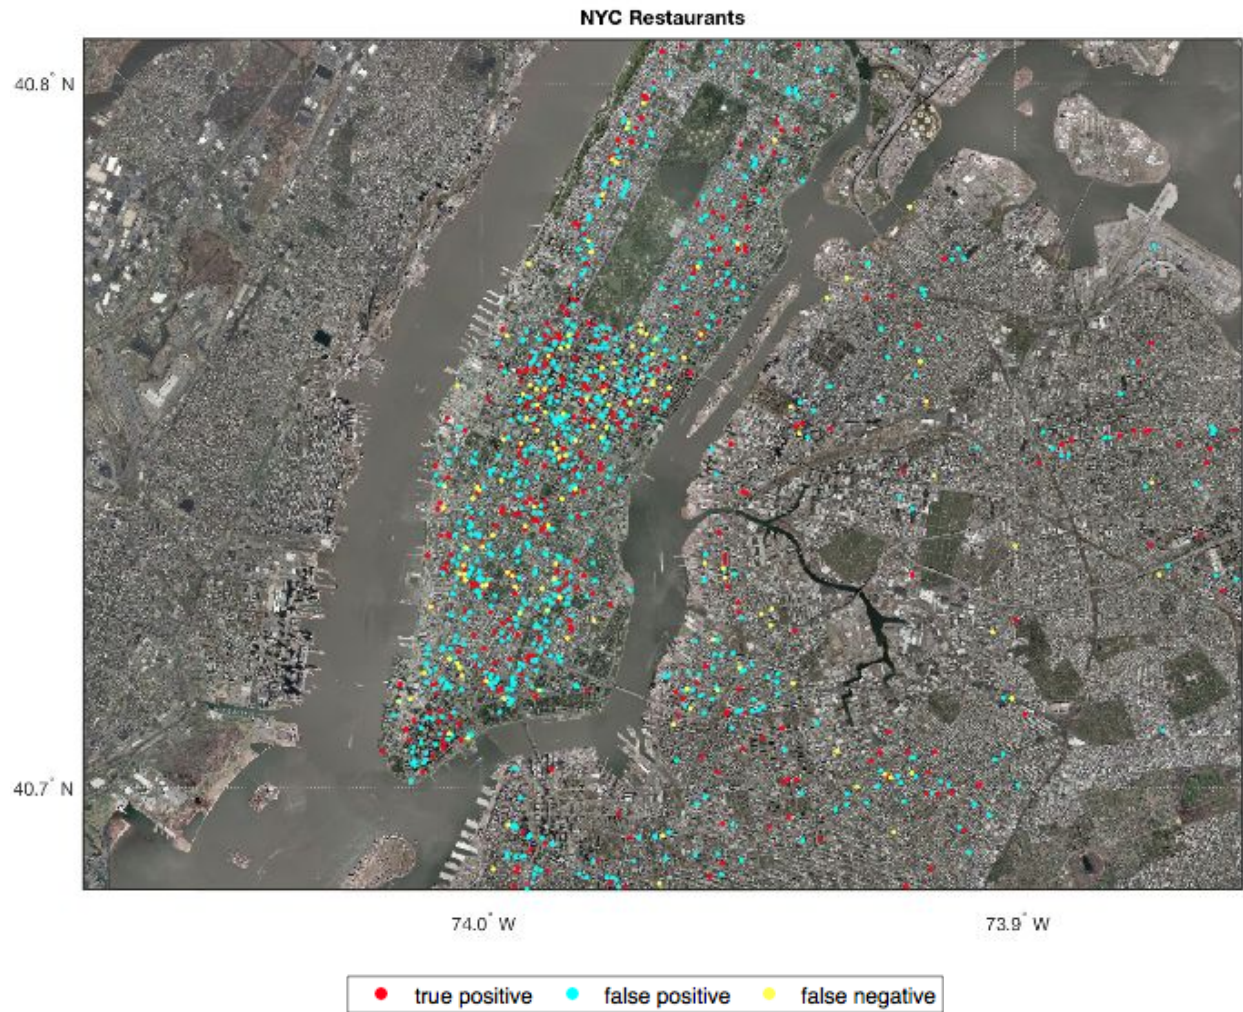 NYC Restaurants
40.8° N
40.7° N
74.0° W
73.9° W
true positive false positive false negative